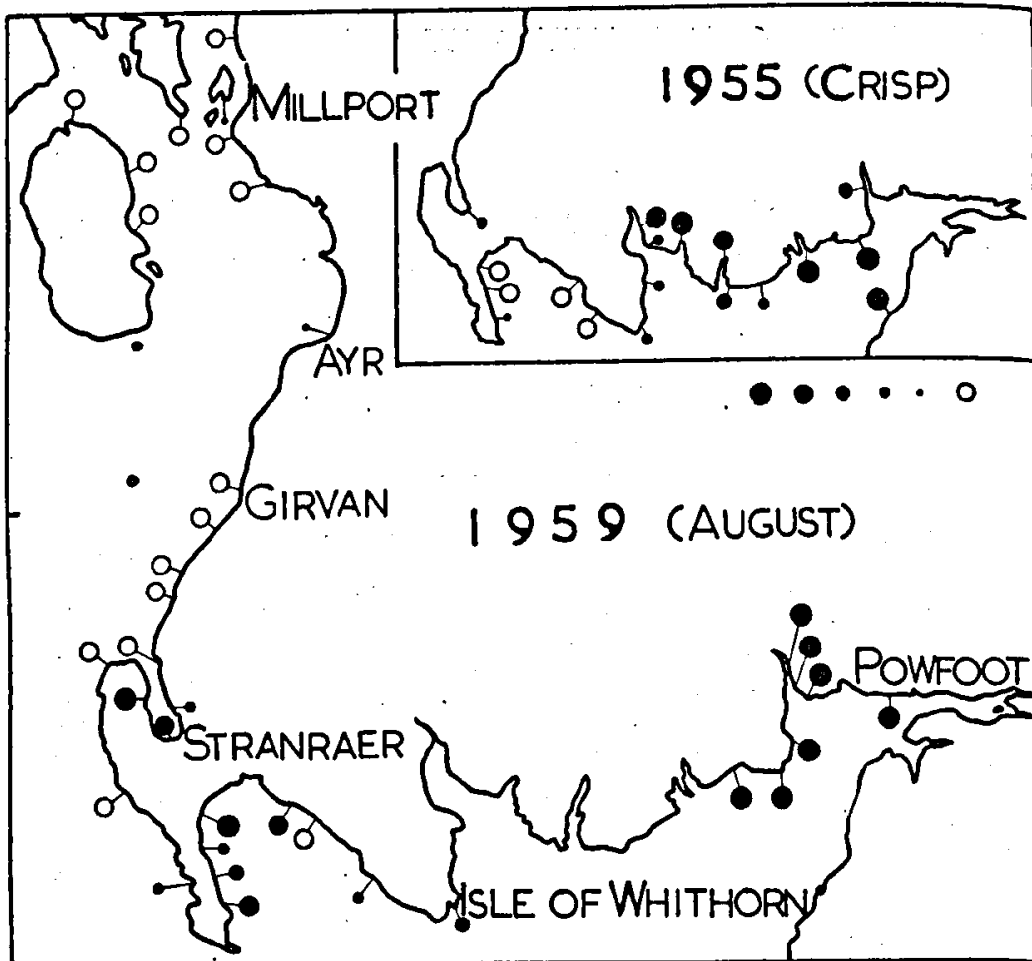 1955 (CRISP)
MILLPORT
AYR
GIRVAN
1959 (AUGUST)
POWFOOT
STRANRAER
ISLE OF WHITHORN